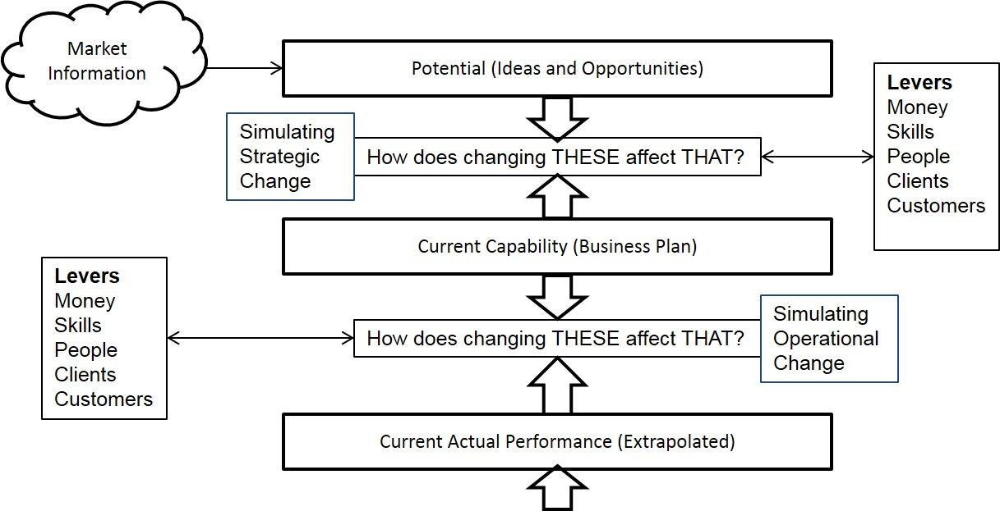 Market
Information
Potential (Ideas and Opportunities)
Levers
Money
Skills
People
Clients
Customers
Simulating
Strategic
Change
How does changing THESE affect THAT?
Current Capability (Business Plan)
Levers
Money
Skills
People
Clients
Customers
How does changing THESE affect THAT?
Simulating
Operational
Change
Current Actual Performance (Extrapolated)